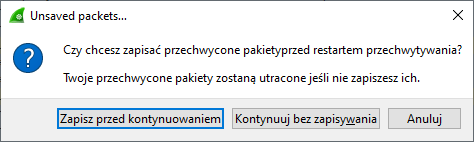 Unsaved packets...
Czy chcesz zapisać przechwycone pakietyprzed restartem przechwytywania?
Twoje przechwycone pakiety zostaną utracone jeśli nie zapiszesz ich.
Zapisz przed kontynuowaniem Kontynuuj bez zapisywania Anuluj